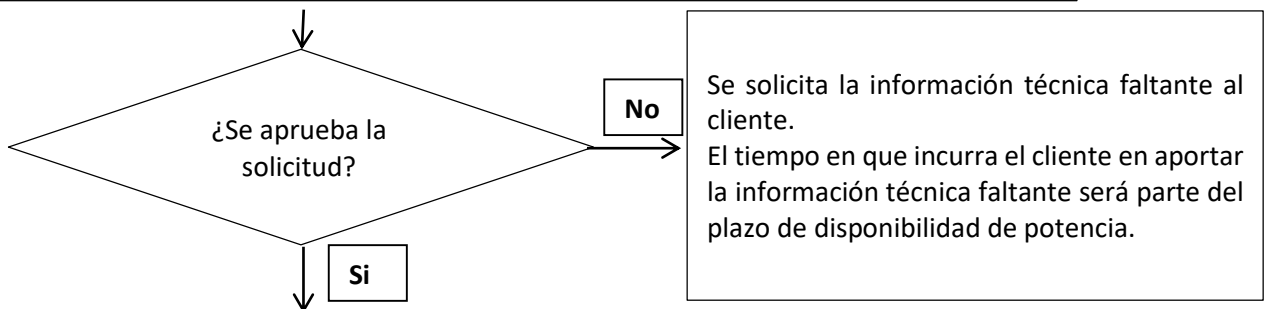 ¿Se aprueba la
solicitud?
No
Se solicita la información técnica faltante al
cliente.
El tiempo en que incurra el cliente en aportar
la información técnica faltante será parte del
plazo de disponibilidad de potencia.
Si